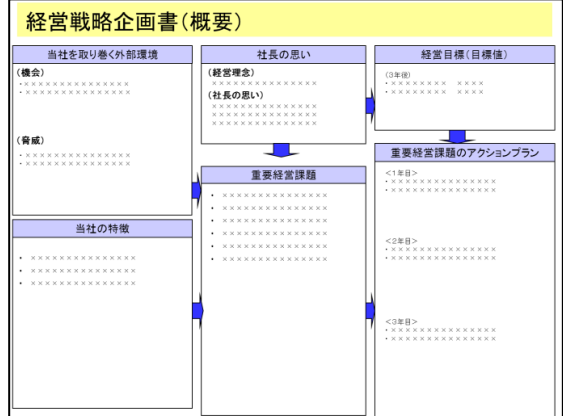 経営戦略企画書(概要)
当社を取り巻く外部環境
(機会)
・×××××××××××××××
・×××××××××××××××
(脅威)
・×××××××××××××××
・×××××××××××××××
当社の特徴
・ ×××××××××××××××
・ ×××××××××××××××
・ ×××××××××××××××
社長の思い
(経営理念)
×××××××××××××××
(社長の思い)
×××××××××××××××
×××××××××××××××
×××××××××××××××
重要経営課題
・ ×××××××××××××××
・ ×××××××××××××××
・ ×××××××××××××××
・ ×××××××××××××××
・ ×××××××××××××××
・ ×××××××××××××××
経営目標(目標値)
(3年後)
・×××××××× ××××
・×××××××× ××××
重要経営課題のアクションプラン
<1年目>
・×××××××××××××××
・×××××××××××××××
<2年目>
・×××××××××××××××
・×××××××××××××××
<3年目>
・×××××××××××××××
・×××××××××××××××